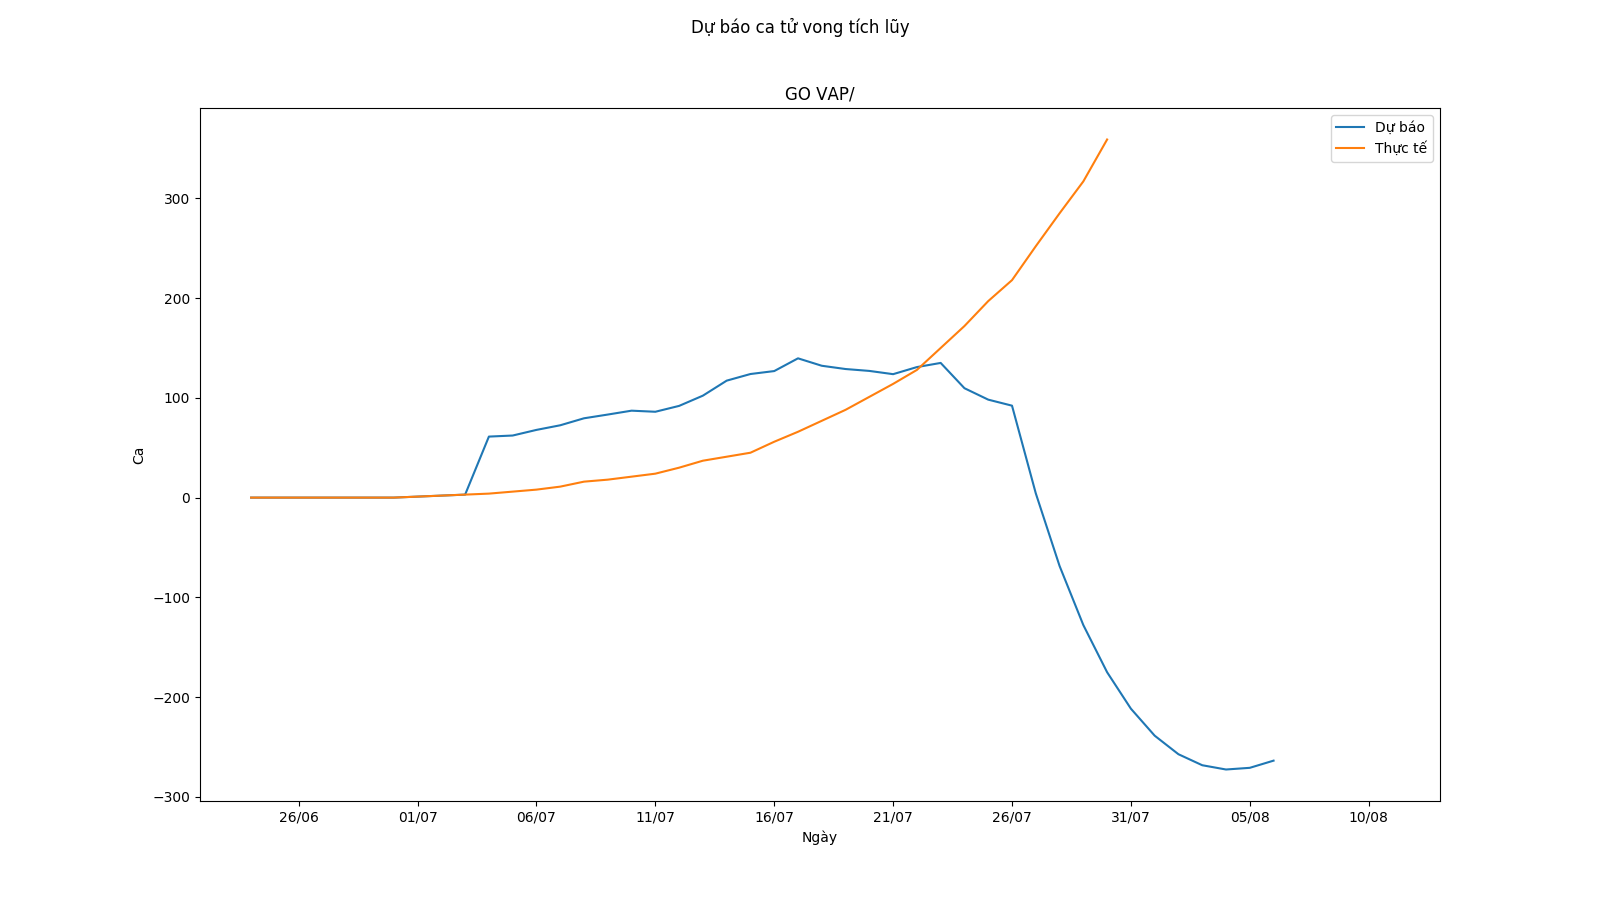 Dự báo ca tử vong tích lũy
GO VAP/
Dự báo
Thực tế
Ca
300
200
100
0
−100
−200
−300
26/06
01/07
06/07
11/07
16/07
21/07
26/07
31/07
05/08
10/08
Ngày